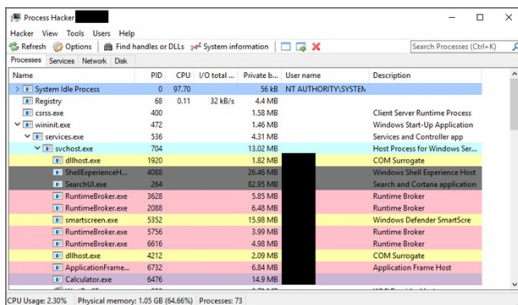 Process Hacker
Hacker View Tools Users Help
Refresh Options Find handles or DLLs System information Search Processes (Ctrl+K)
Processes Services Network Disk
Name PID CPU I/O total ... Private b... User name Description
System Idle Process 0 97.70 56 kB NT AUTHORITY\SYSTEM
Registry 68 0.11 32 kB/s 4.4 MB
csrss.exe 400 1.58 MB Client Server Runtime Process
wininit.exe 472 1.46 MB Windows Start-Up Application
services.exe 536 4.31 MB Services and Controller app
svchost.exe 704 13.02 MB Host Process for Windows Ser...
dllhost.exe 1920 1.82 MB COM Surrogate
ShellExperienceH... 4088 26.46 MB Windows Shell Experience Host
SearchUI.exe 264 82.95 MB Search and Cortana application
RuntimeBroker.exe 3628 5.85 MB Runtime Broker
RuntimeBroker.exe 2088 6.48 MB Runtime Broker
smartscreen.exe 5352 15.98 MB Windows Defender SmartScre
RuntimeBroker.exe 5756 3.99 MB Runtime Broker
RuntimeBroker.exe 6616 4.98 MB Runtime Broker
dllhost.exe 4212 2.09 MB COM Surrogate
ApplicationFrame... 6732 6.84 MB Application Frame Host
Calculator.exe 6476 14.9 MB
CPU Usage: 2.30% Physical memory: 1.05 GB (64.66%) Processes: 73